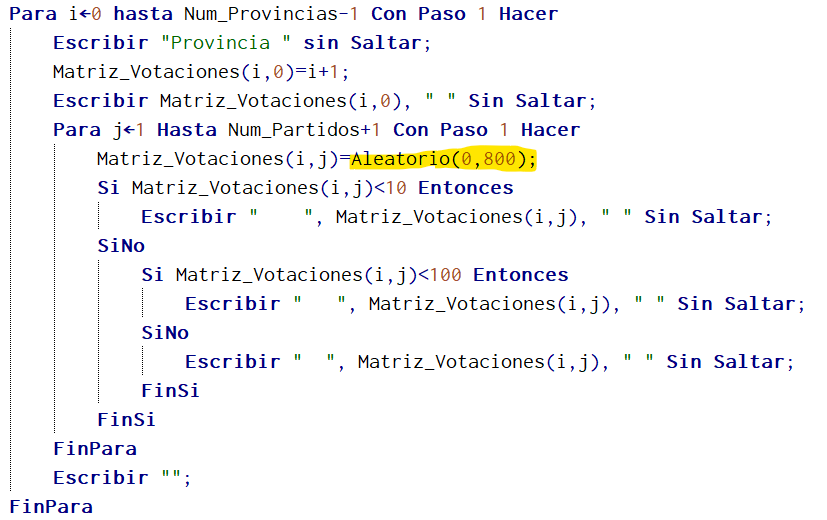 Para i←0 hasta Num_Provincias-1 Con Paso 1 Hacer
Escribir "Provincia " sin Saltar;
Matriz_Votaciones(i,0)=i+1;
Escribir Matriz_Votaciones(i,0), " " Sin Saltar;
Para j←1 Hasta Num_Partidos+1 Con Paso 1 Hacer
Matriz_Votaciones(i,j)=Aleatorio(0,800);
Si Matriz_Votaciones(i,j)<10 Entonces
Escribir "    ", Matriz_Votaciones(i,j), " " Sin Saltar;
SiNo
Si Matriz_Votaciones(i,j)<100 Entonces
Escribir "   ", Matriz_Votaciones(i,j), " " Sin Saltar;
SiNo
Escribir "  ", Matriz_Votaciones(i,j), " " Sin Saltar;
FinSi
FinSi
FinPara
Escribir "";
FinPara